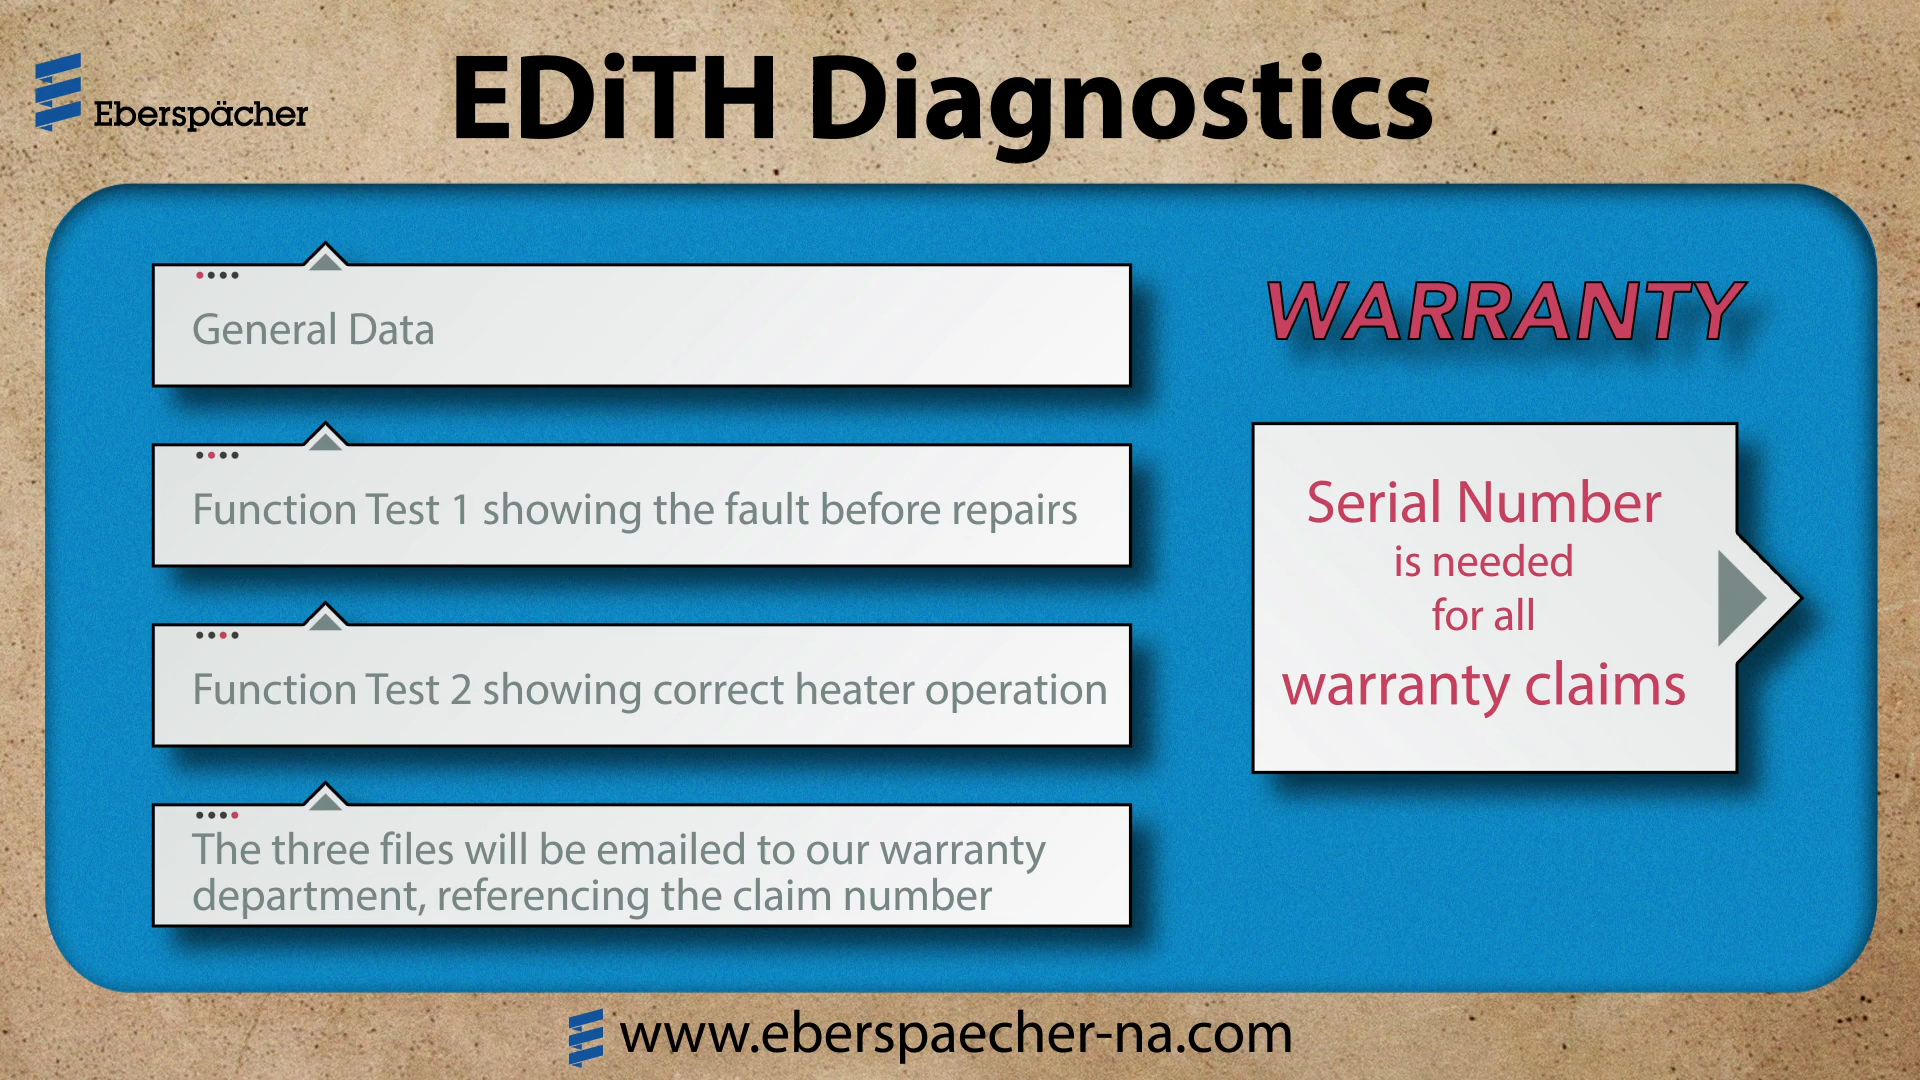 Eberspächer
EDiTH Diagnostics
General Data
Function Test 1 showing the fault before repairs
Function Test 2 showing correct heater operation
The three files will be emailed to our warranty
department, referencing the claim number
WARRANTY
Serial Number
is needed
for all
warranty claims
www.eberspaecher-na.com